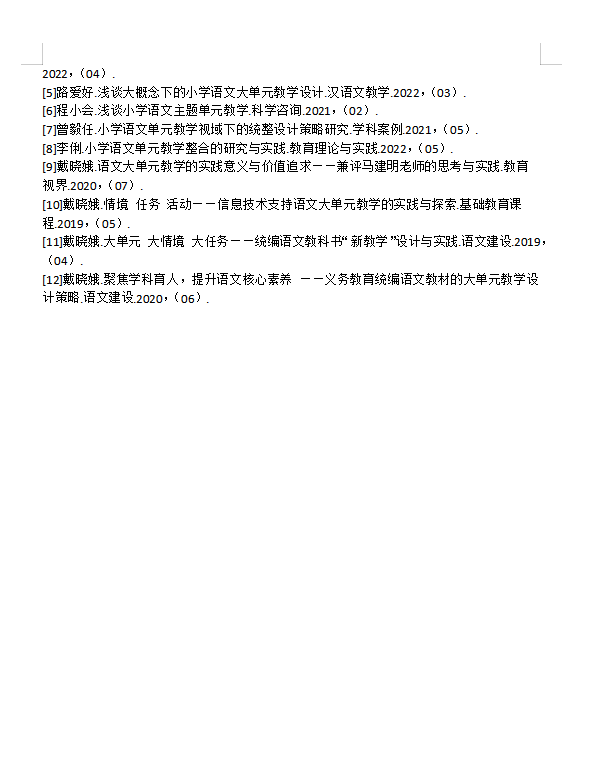 2022，（04）.
[5]路爱好.浅谈大概念下的小学语文大单元教学设计.汉语文教学.2022，（03）.
[6]程小会.浅谈小学语文主题单元教学.科学咨询.2021，（02）.
[7]曾毅任.小学语文单元教学视域下的统整设计策略研究.学科案例.2021，（05）.
[8]李俐.小学语文单元教学整合的研究与实践.教育理论与实践.2022，（05）.
[9]戴晓娥.语文大单元教学的实践意义与价值追求——兼评马建明老师的思考与实践.教育
视界.2020，（07）.
[10]戴晓娥.情境 任务 活动——信息技术支持语文大单元教学的实践与探索.基础教育课
程.2019，（05）.
[11]戴晓娥.大单元 大情境 大任务——统编语文教科书“新教学”设计与实践.语文建设.2019，
（04）.
[12]戴晓娥.聚焦学科育人，提升语文核心素养 ——义务教育统编语文教材的大单元教学设
计策略.语文建设.2020，（06）.